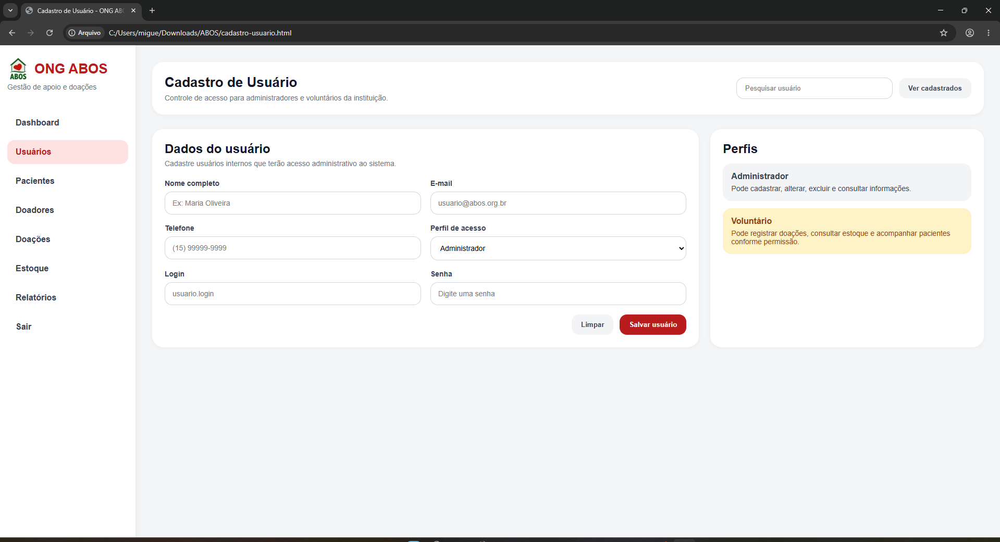 Cadastro de Usuário - ONG AB
Arquivo
C:/Users/migue/Downloads/ABOS/cadastro-usuario.html
ABOS
ONG ABOS
Gestão de apoio e doações
Dashboard
Usuários
Pacientes
Doadores
Doações
Estoque
Relatórios
Sair
Cadastro de Usuário
Controle de acesso para administradores e voluntários da instituição.
Pesquisar usuário
Ver cadastrados
Dados do usuário
Cadastre usuários internos que terão acesso administrativo ao sistema.
Nome completo
Ex: Maria Oliveira
E-mail
usuario@abos.org.br
Telefone
(15) 99999-9999
Perfil de acesso
Administrador
Login
usuario.login
Senha
Digite uma senha
Limpar
Salvar usuário
Perfis
Administrador
Pode cadastrar, alterar, excluir e consultar informações.
Voluntário
Pode registrar doações, consultar estoque e acompanhar pacientes
conforme permissão.